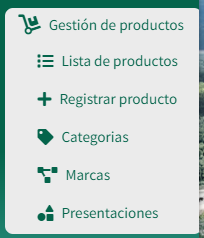 Gestión de productos
Lista de productos
Registrar producto
Categorias
Marcas
Presentaciones